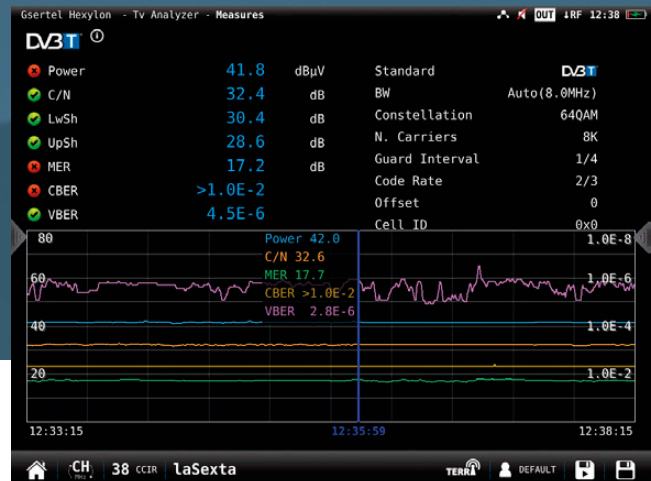 Gsertel Hexylon - Tv Analyzer - Measures OUT ↓RF 12:38
DVB T
Power 41.8 dBµV
C/N 32.4 dB
LwSh 30.4 dB
UpSh 28.6 dB
MER 17.2 dB
CBER >1.0E-2
VBER 4.5E-6
Standard DVB T
BW Auto(8.0MHz)
Constellation 64QAM
N. Carriers 8K
Guard Interval 1/4
Code Rate 2/3
Offset 0
Cell ID 0x0
80 Power 42.0 1.0E-8
C/N 32.6
60 MER 17.7 1.0E-6
CBER >1.0E-2
VBER 2.8E-6
40 1.0E-4
20 1.0E-2
12:33:15 12:35:59 12:38:15
CH MHz 38 CCIR laSexta TERR DEFAULT